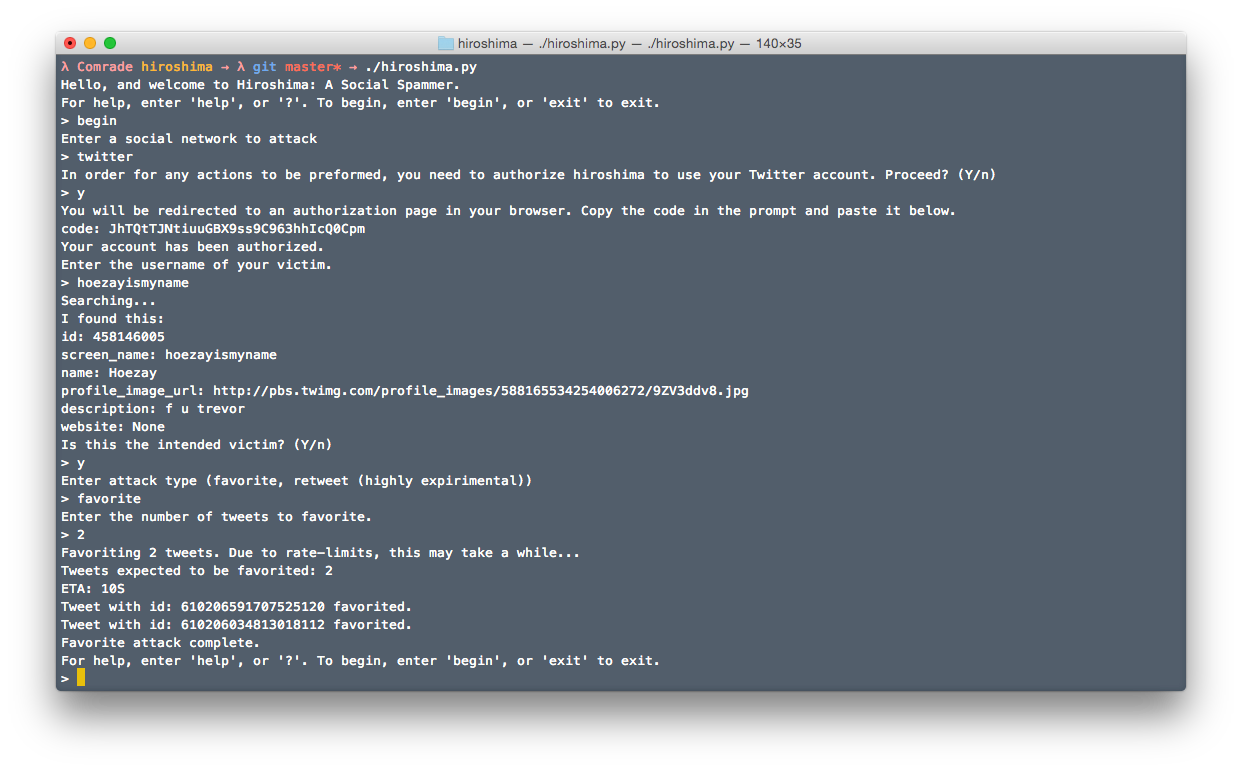 hiroshima — ./hiroshima.py — ./hiroshima.py — 140×35
λ Comrade hiroshima → λ git master* → ./hiroshima.py
Hello, and welcome to Hiroshima: A Social Spammer.
For help, enter 'help', or '?'. To begin, enter 'begin', or 'exit' to exit.
> begin
Enter a social network to attack
> twitter
In order for any actions to be preformed, you need to authorize hiroshima to use your Twitter account. Proceed? (Y/n)
> y
You will be redirected to an authorization page in your browser. Copy the code in the prompt and paste it below.
code: JhTQtTJNtiuuGBX9ss9C963hhIcQ0Cpm
Your account has been authorized.
Enter the username of your victim.
> hoezayismyname
Searching...
I found this:
id: 458146005
screen_name: hoezayismyname
name: Hoezay
profile_image_url: http://pbs.twimg.com/profile_images/588165534254006272/9ZV3ddv8.jpg
description: f u trevor
website: None
Is this the intended victim? (Y/n)
> y
Enter attack type (favorite, retweet (highly expirimental))
> favorite
Enter the number of tweets to favorite.
> 2
Favoriting 2 tweets. Due to rate-limits, this may take a while...
Tweets expected to be favorited: 2
ETA: 10S
Tweet with id: 610206591707525120 favorited.
Tweet with id: 610206034813018112 favorited.
Favorite attack complete.
For help, enter 'help', or '?'. To begin, enter 'begin', or 'exit' to exit.
>